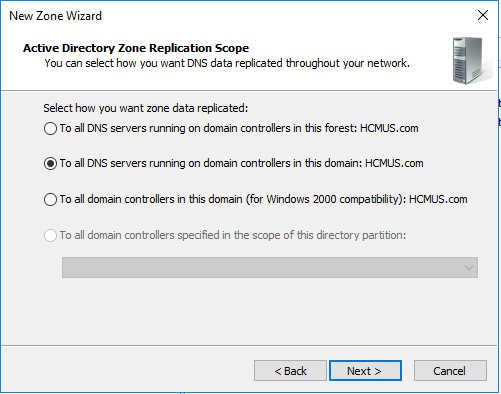 New Zone Wizard
Active Directory Zone Replication Scope
You can select how you want DNS data replicated throughout your network.
Select how you want zone data replicated:
To all DNS servers running on domain controllers in this forest: HCMUS.com
To all DNS servers running on domain controllers in this domain: HCMUS.com
To all domain controllers in this domain (for Windows 2000 compatibility): HCMUS.com
To all domain controllers specified in the scope of this directory partition:
< Back Next > Cancel